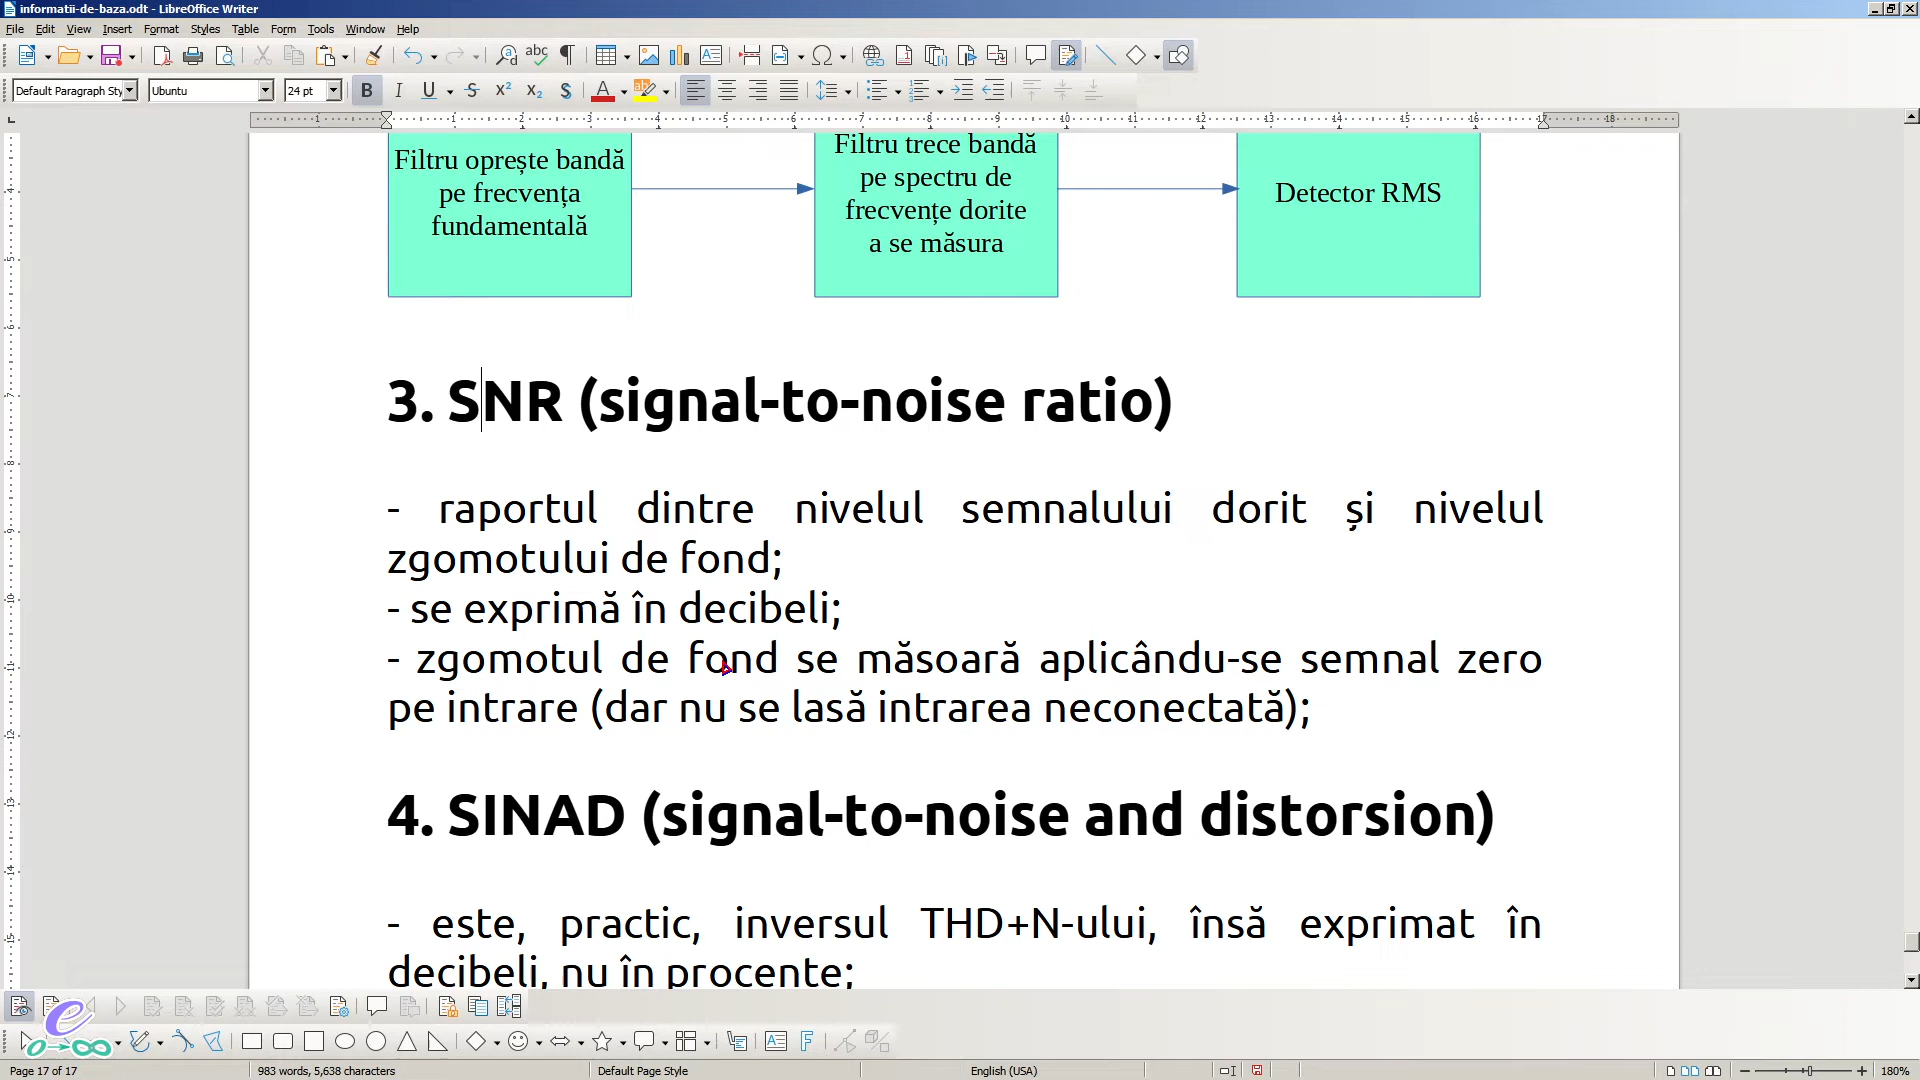 informatii-de-baza.odt - LibreOffice Writer
File Edit View Insert Format Styles Table Form Tools Window Help
Default Paragraph Sty Ubuntu 24 pt
Filtru oprește bandă
pe frecvența
fundamentală
Filtru trece bandă
pe spectru de
frecvențe dorite
a se măsura
Detector RMS
3. SNR (signal-to-noise ratio)
- raportul dintre nivelul semnalului dorit și nivelul
zgomotului de fond;
- se exprimă în decibeli;
- zgomotul de fond se măsoară aplicându-se semnal zero
pe intrare (dar nu se lasă intrarea neconectată);
4. SINAD (signal-to-noise and distorsion)
- este, practic, inversul THD+N-ului, însă exprimat în
decibeli, nu în procente;
Page 17 of 17 983 words, 5,638 characters Default Page Style English (USA) 180%